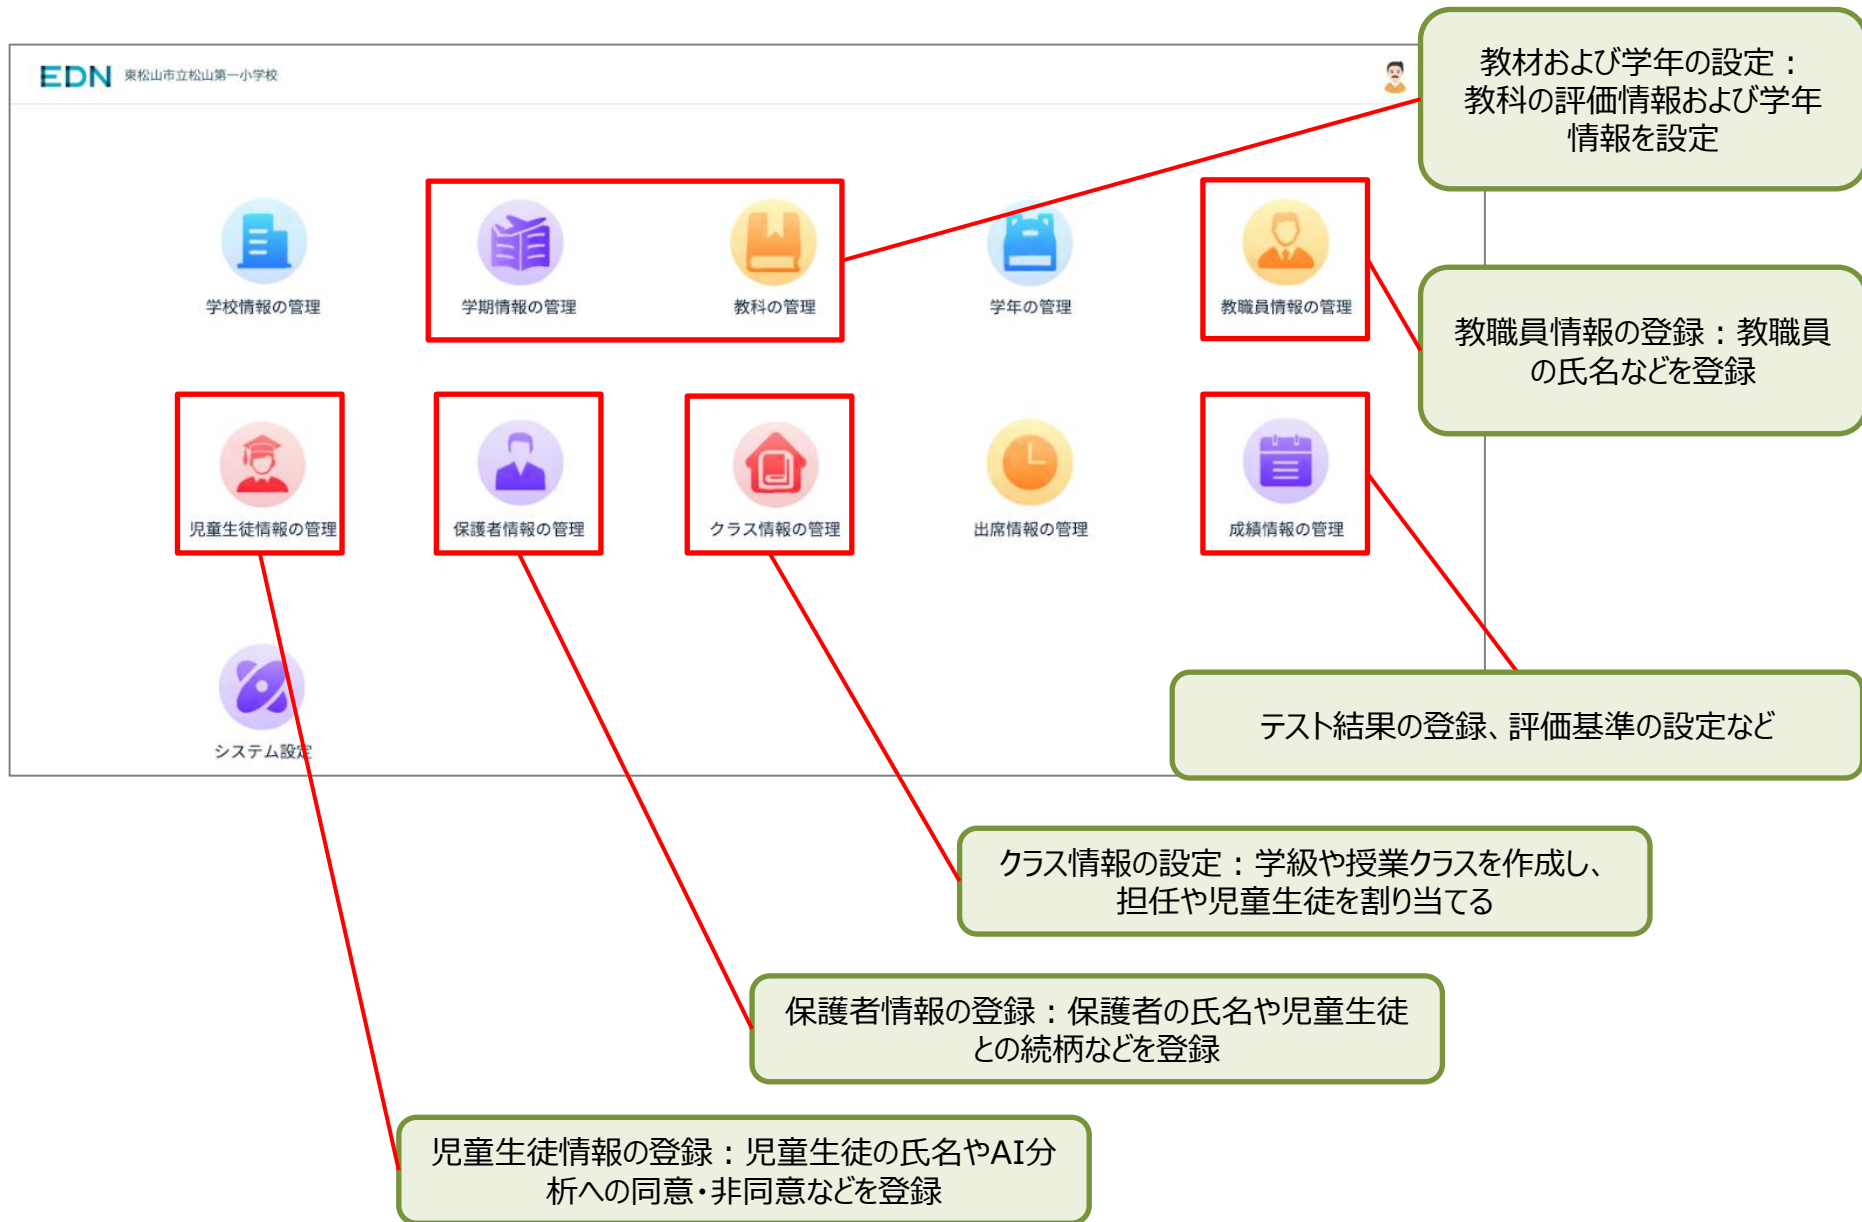 EDN 東松山市立松山第一小学校
教材および学年の設定：
教科の評価情報および学年
情報を設定
学校情報の管理
学期情報の管理
教科の管理
学年の管理
教職員情報の管理
教職員情報の登録：教職員
の氏名などを登録
児童生徒情報の管理
保護者情報の管理
クラス情報の管理
出席情報の管理
成績情報の管理
システム設定
テスト結果の登録、評価基準の設定など
クラス情報の設定：学級や授業クラスを作成し、
担任や児童生徒を割り当てる
保護者情報の登録：保護者の氏名や児童生徒
との続柄などを登録
児童生徒情報の登録：児童生徒の氏名やAI分
析への同意・非同意などを登録